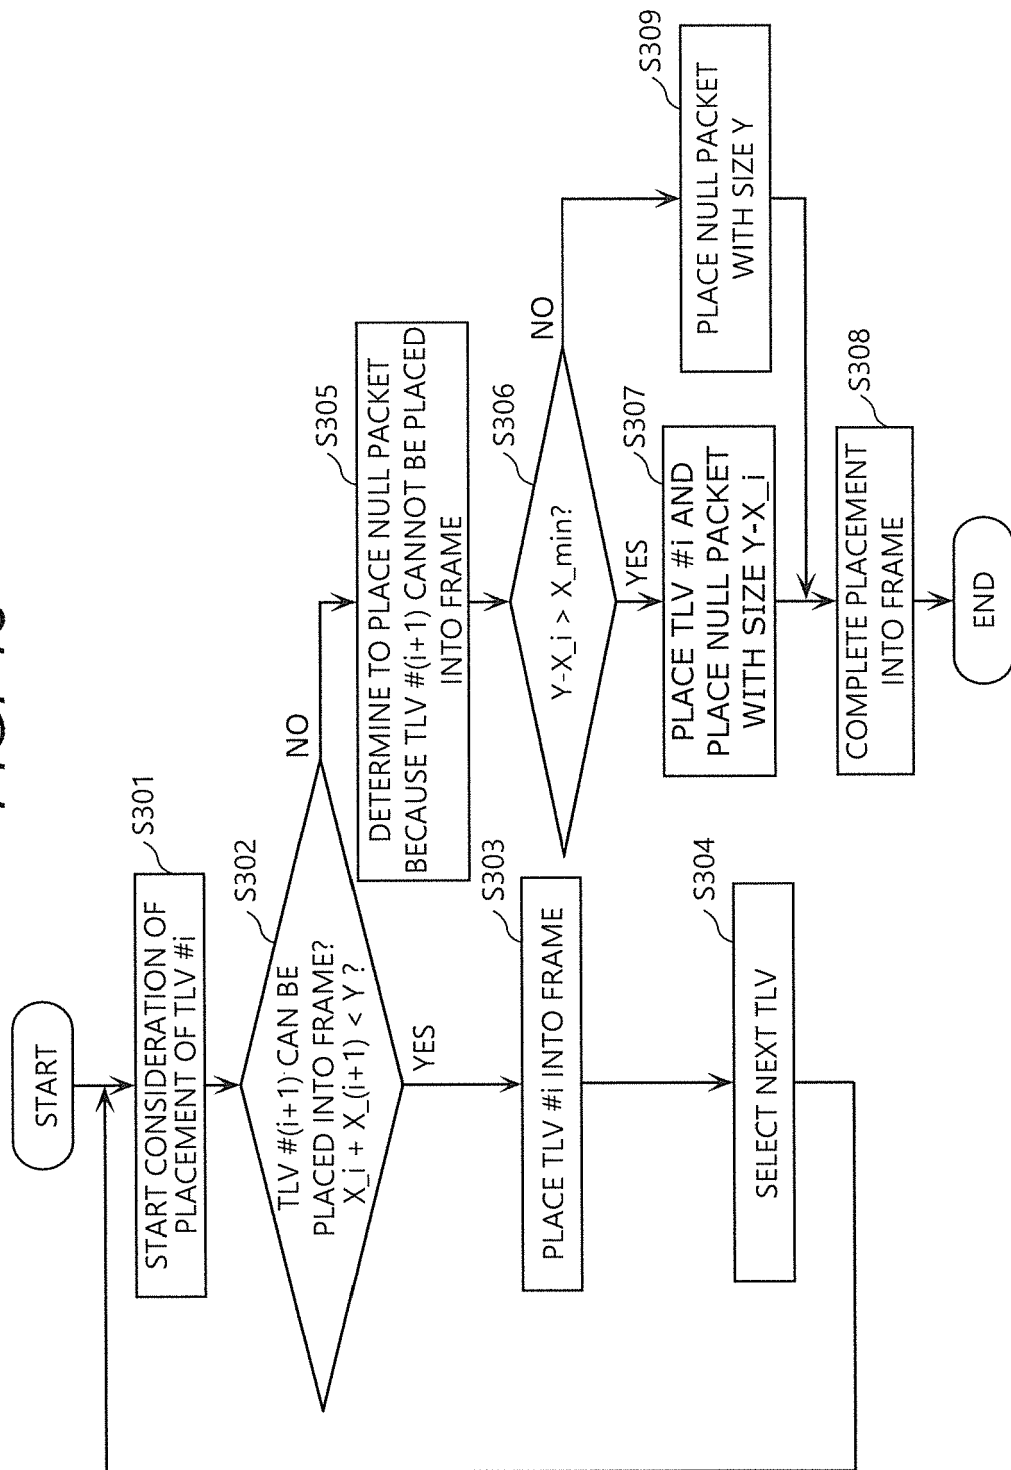 START
S301
START CONSIDERATION OF
PLACEMENT OF TLV #i
S302
TLV #(i+1) CAN BE
PLACED INTO FRAME?
X_i + X_(i+1) < Y ?
YES
NO
S303
PLACE TLV #i INTO FRAME
S304
SELECT NEXT TLV
S305
DETERMINE TO PLACE NULL PACKET
BECAUSE TLV #(i+1) CANNOT BE PLACED
INTO FRAME
S306
Y-X_i > X_min?
YES
NO
S307
PLACE TLV #i AND
PLACE NULL PACKET
WITH SIZE Y-X_i
S309
PLACE NULL PACKET
WITH SIZE Y
S308
COMPLETE PLACEMENT
INTO FRAME
END